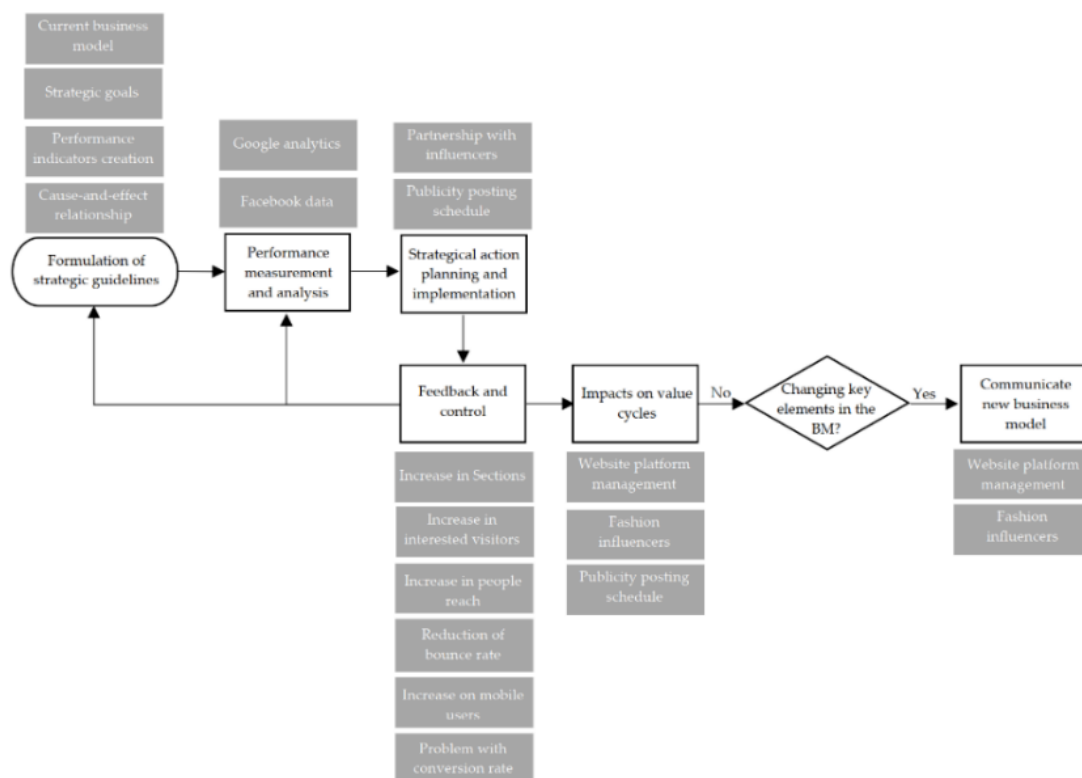 Current business
model
Strategic goals
Performance
indicators creation
Cause-and-effect
relationship
Google analytics
Facebook data
Partnership with
influencers
Publicity posting
schedule
Formulation of
strategic guidelines
Performance
measurement
and analysis
Strategical action
planning and
implementation
Feedback and
control
Impacts on value
cycles
No
Changing key
elements in the
BM?
Yes
Communicate
new business
model
Increase in Sections
Increase in
interested visitors
Increase in people
reach
Reduction of
bounce rate
Increase on mobile
users
Problem with
conversion rate
Website platform
management
Fashion
influencers
Publicity posting
schedule
Website platform
management
Fashion
influencers